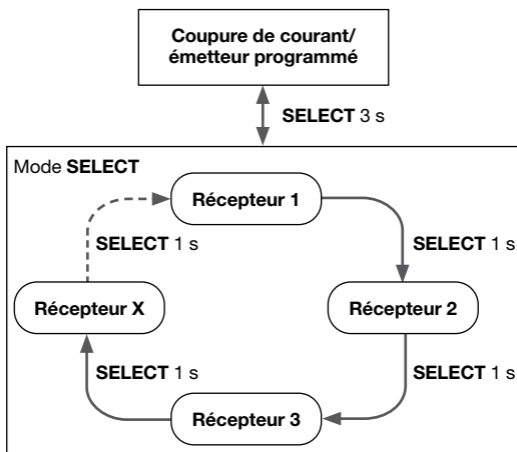 Coupure de courant/
émetteur programmé
SELECT 3 s
Mode SELECT
Récepteur 1
SELECT 1 s
SELECT 1 s
Récepteur X
Récepteur 2
SELECT 1 s
SELECT 1 s
Récepteur 3